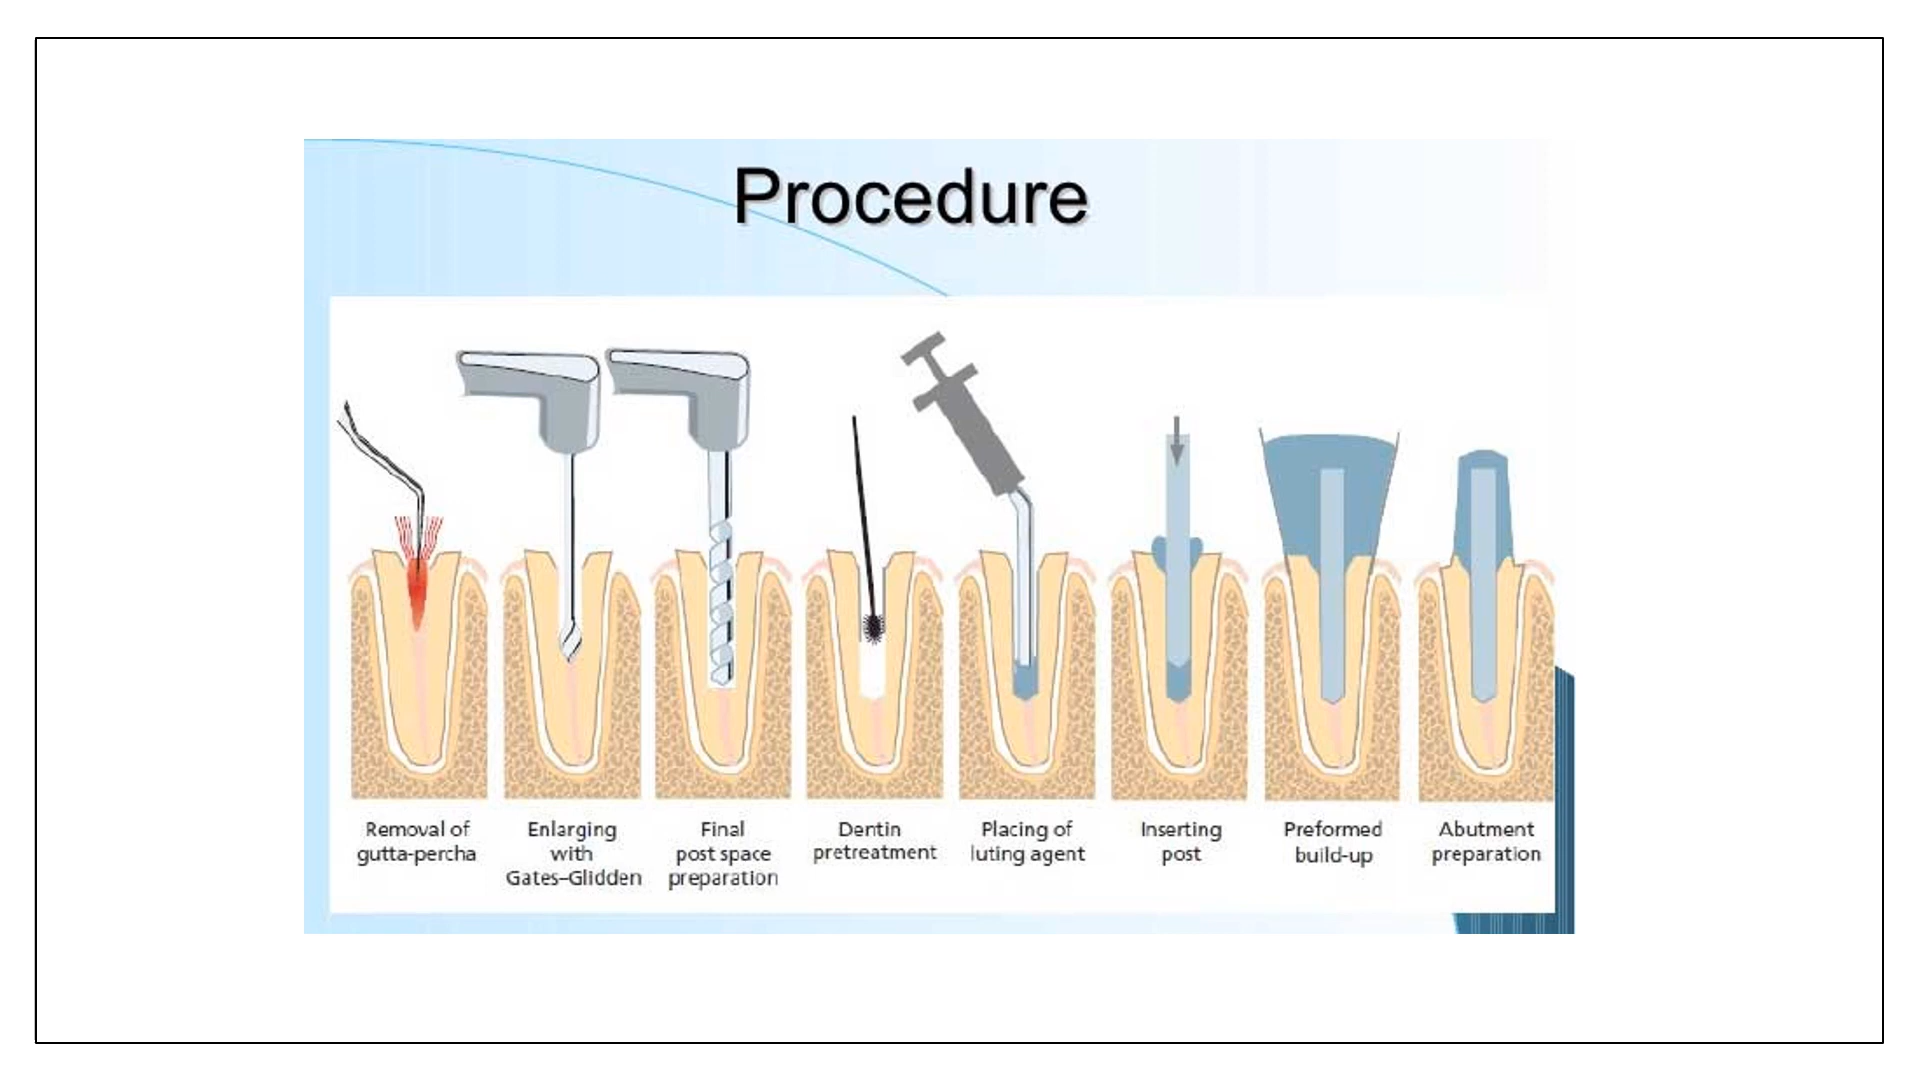 Procedure
Removal of
gutta-percha
Enlarging
with
Gates–Glidden
Final
post space
preparation
Dentin
pretreatment
Placing of
luting agent
Inserting
post
Preformed
build-up
Abutment
preparation